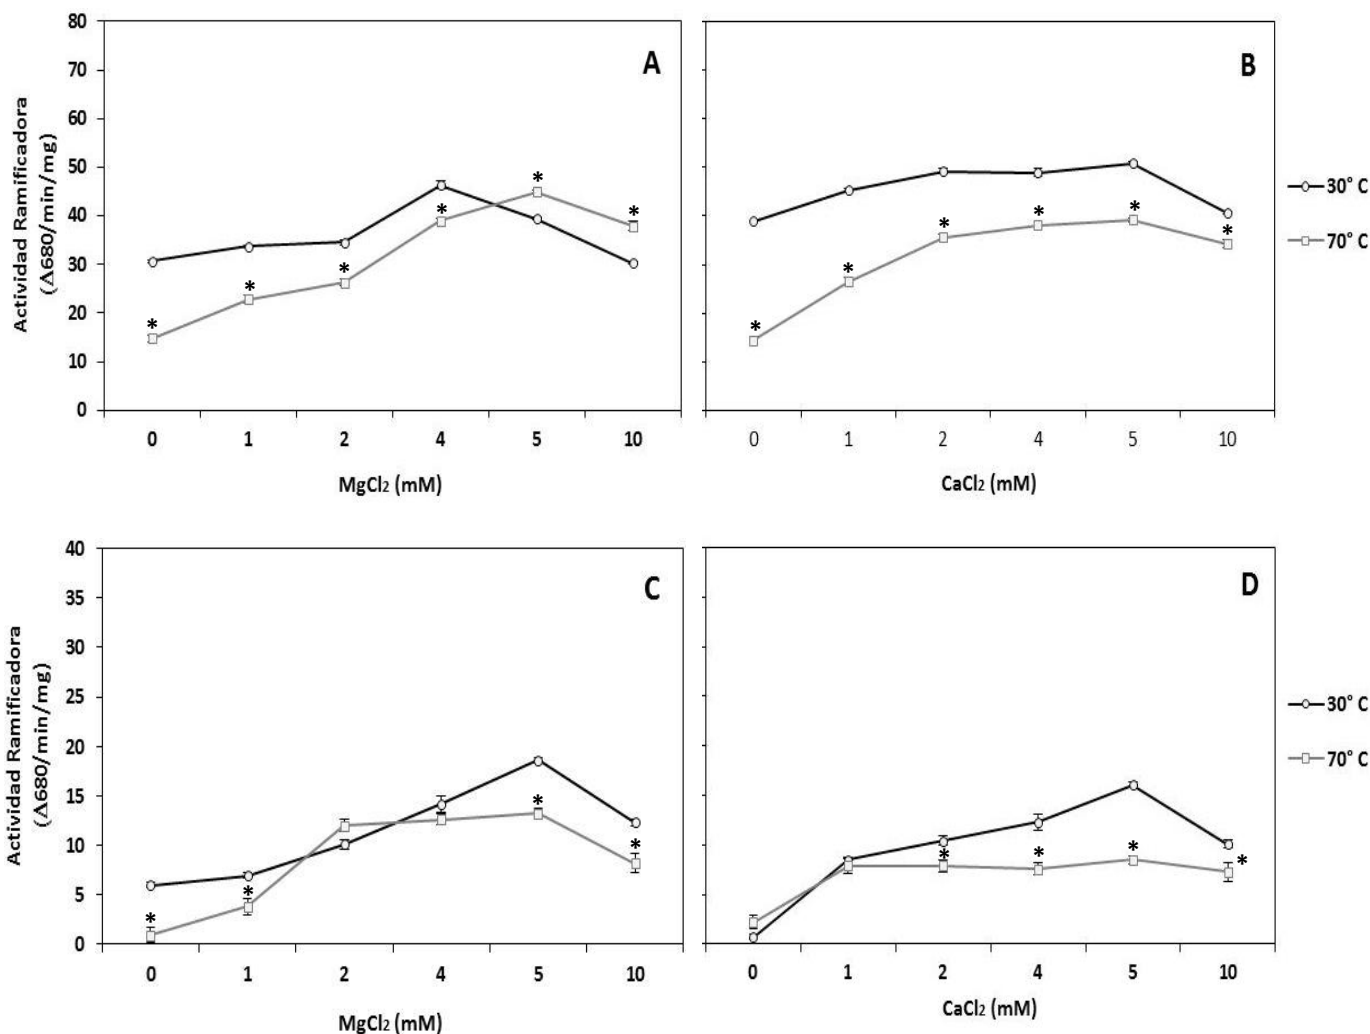 Actividad Ramificadora
(Δ680/min/mg)
80
70
60
50
40
30
20
10
0
A
*
*
*
*
*
*
0 1 2 4 5 10
MgCl2 (mM)
B
*
*
*
*
*
*
0 1 2 4 5 10
CaCl2 (mM)
30° C
70° C
Actividad Ramificadora
(Δ680/min/mg)
40
35
30
25
20
15
10
5
0
C
*
*
*
*
0 1 2 4 5 10
MgCl2 (mM)
D
*
*
*
*
0 1 2 4 5 10
CaCl2 (mM)
30° C
70° C